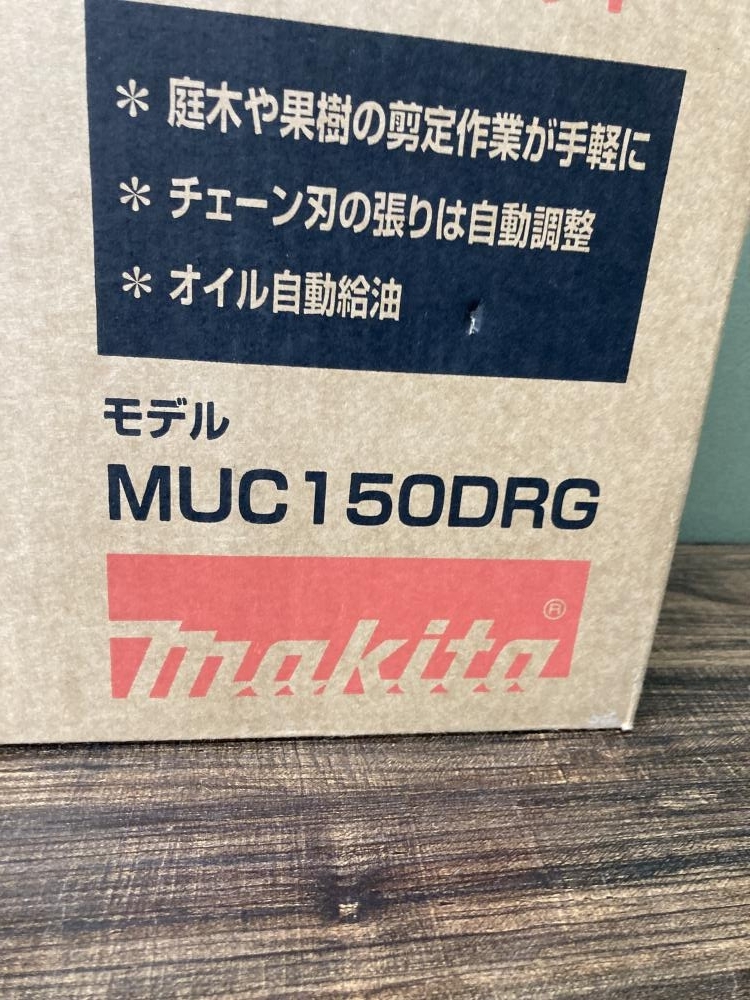 * 庭木や果樹の剪定作業が手軽に
* チェーン刃の張りは自動調整
* オイル自動給油
モデル
MUC150DRG
makita®